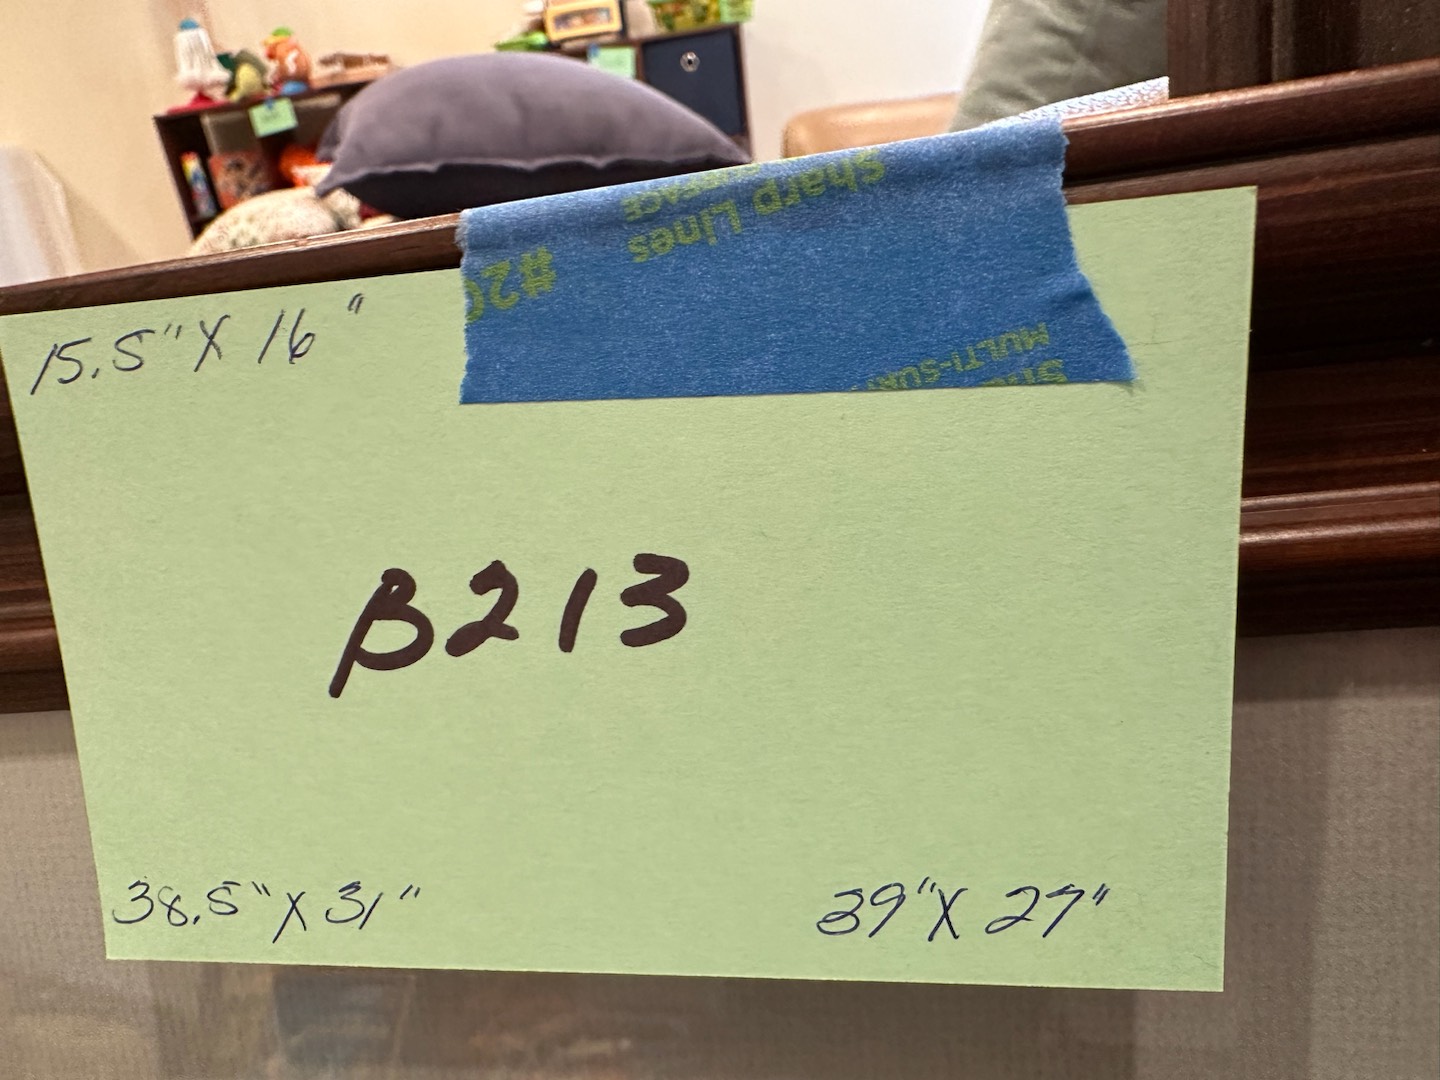 15.5" X 16"
Sharp Lines
#20
MULTI-SUR
B213
38.5" X 31"
39" X 27"